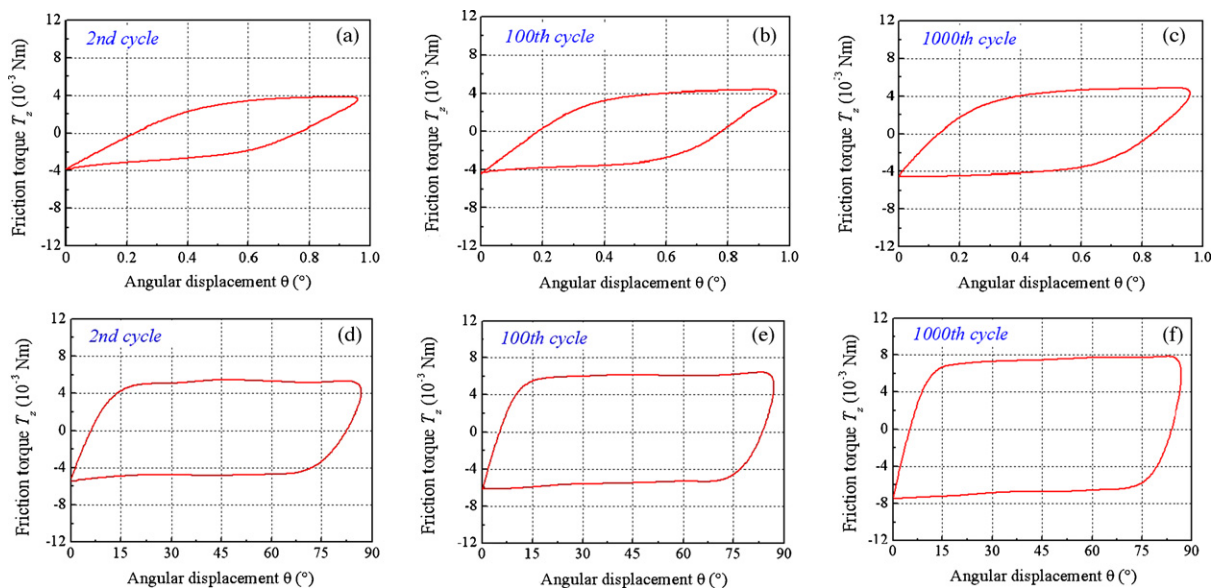 12
8
4
0
-4
-8
-12
Friction torque T_z (10⁻³ Nm)
2nd cycle
(a)
0 0.2 0.4 0.6 0.8 1.0
Angular displacement θ (°)
12
8
4
0
-4
-8
-12
Friction torque T_z (10⁻³ Nm)
100th cycle
(b)
0.0 0.2 0.4 0.6 0.8 1.0
Angular displacement θ (°)
12
8
4
0
-4
-8
-12
Friction torque T_z (10⁻³ Nm)
1000th cycle
(c)
0.0 0.2 0.4 0.6 0.8 1.0
Angular displacement θ (°)
12
8
4
0
-4
-8
-12
Friction torque T_z (10⁻³ Nm)
2nd cycle
(d)
0 15 30 45 60 75 90
Angular displacement θ (°)
12
8
4
0
-4
-8
-12
Friction torque T_z (10⁻³ Nm)
100th cycle
(e)
0 15 30 45 60 75 90
Angular displacement θ (°)
12
8
4
0
-4
-8
-12
Friction torque T_z (10⁻³ Nm)
1000th cycle
(f)
0 15 30 45 60 75 90
Angular displacement θ (°)